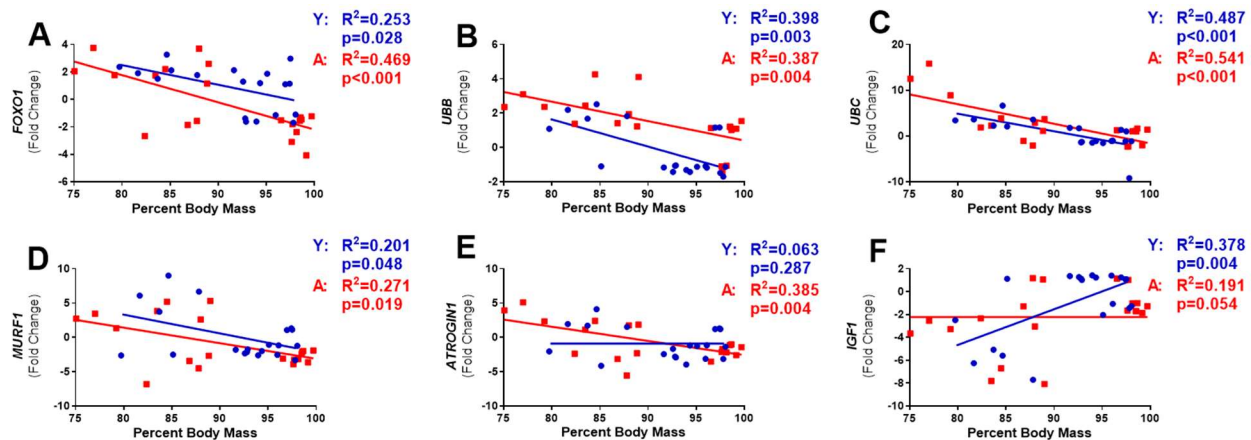 A
Y: R²=0.253
p=0.028
A: R²=0.469
p<0.001
FOXO1
(Fold Change)
4
2
0
-2
-4
-6
75 80 85 90 95 100
Percent Body Mass
B
Y: R²=0.398
p=0.003
A: R²=0.387
p=0.004
UBB
(Fold Change)
6
4
2
0
-2
75 80 85 90 95 100
Percent Body Mass
C
Y: R²=0.487
p<0.001
A: R²=0.541
p<0.001
UBC
(Fold Change)
20
10
0
-10
75 80 85 90 95 100
Percent Body Mass
D
Y: R²=0.201
p=0.048
A: R²=0.271
p=0.019
MURF1
(Fold Change)
10
5
0
-5
-10
75 80 85 90 95 100
Percent Body Mass
E
Y: R²=0.063
p=0.287
A: R²=0.385
p=0.004
ATROGIN1
(Fold Change)
10
5
0
-5
-10
75 80 85 90 95 100
Percent Body Mass
F
Y: R²=0.378
p=0.004
A: R²=0.191
p=0.054
IGF1
(Fold Change)
2
0
-2
-4
-6
-8
-10
75 80 85 90 95 100
Percent Body Mass